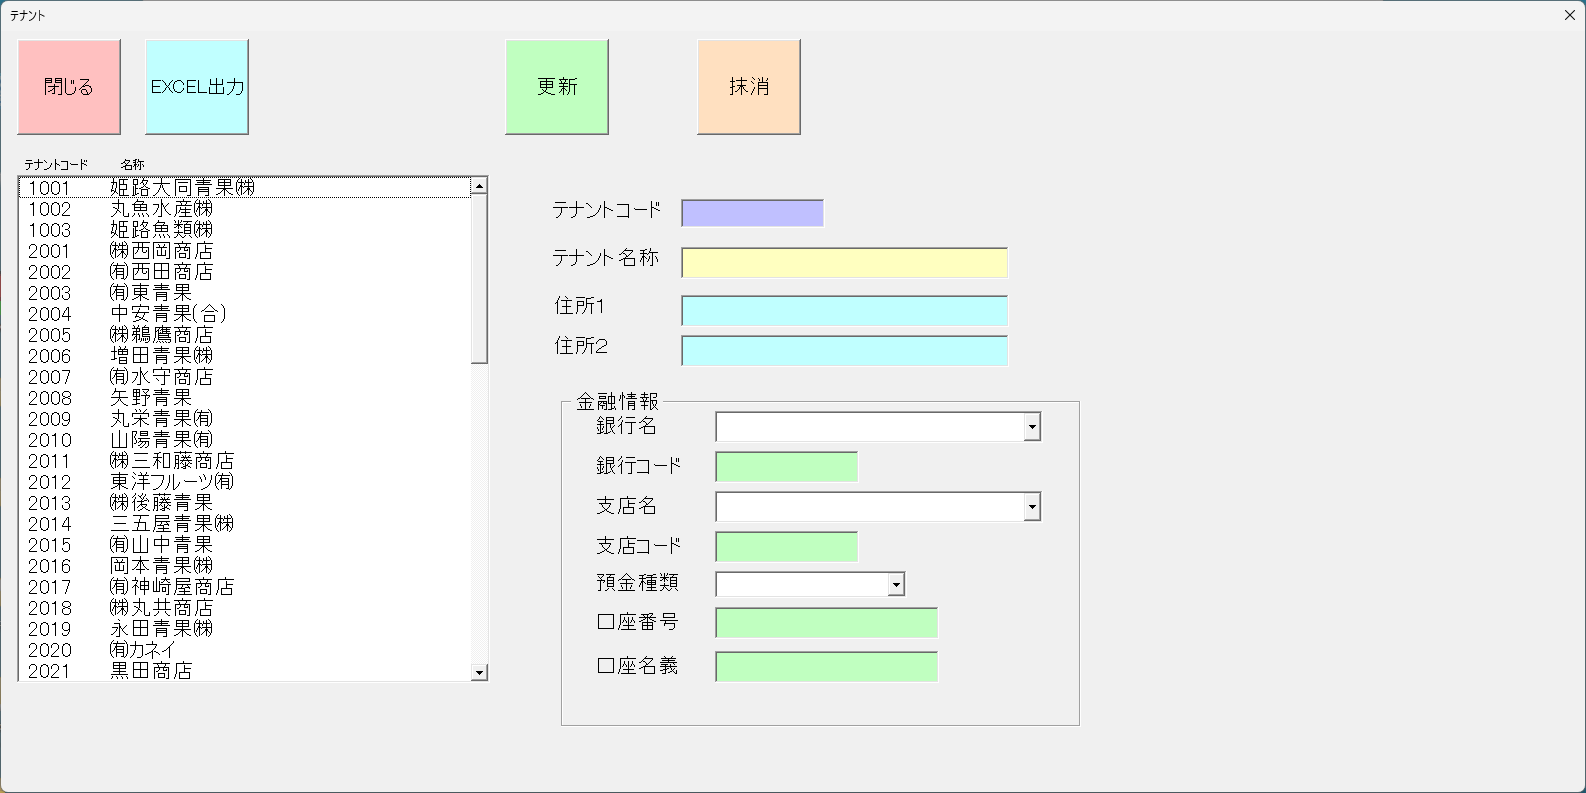 テナント
閉じる
EXCEL出力
更新
抹消
テナントコード 名称
1001 姫路大同青果㈱
1002 丸魚水産㈱
1003 姫路魚類㈱
2001 ㈱西岡商店
2002 ㈲西田商店
2003 ㈲東青果
2004 中安青果(合)
2005 ㈱鵜鷹商店
2006 増田青果㈱
2007 ㈲水守商店
2008 矢野青果
2009 丸栄青果㈲
2010 山陽青果㈲
2011 ㈱三和藤商店
2012 東洋フルーツ㈲
2013 ㈱後藤青果
2014 三五屋青果㈱
2015 ㈲山中青果
2016 岡本青果㈱
2017 ㈲神崎屋商店
2018 ㈱丸共商店
2019 永田青果㈱
2020 ㈲カネイ
2021 黒田商店
テナントコード
テナント名称
住所1
住所2
金融情報
銀行名
銀行コード
支店名
支店コード
預金種類
口座番号
口座名義